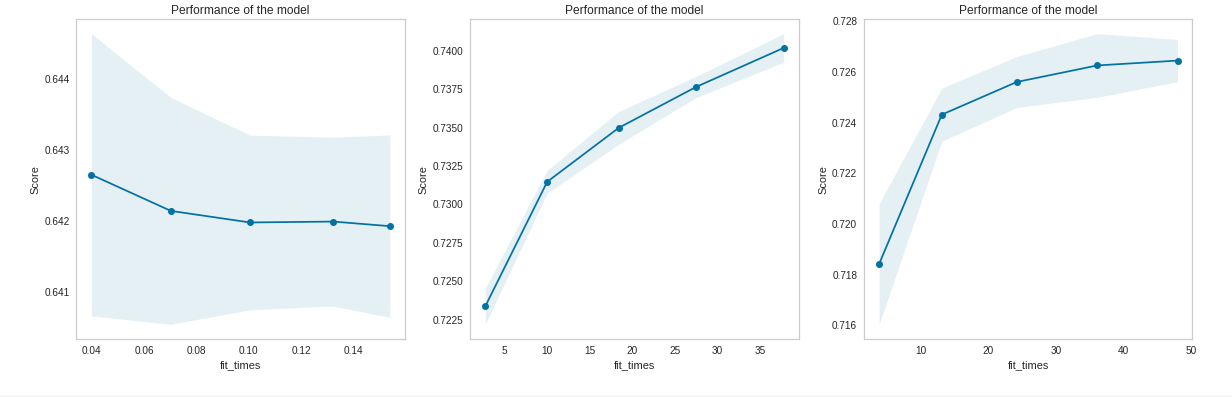 Performance of the model
Score
0.644
0.643
0.642
0.641
0.04 0.06 0.08 0.10 0.12 0.14
fit_times
Performance of the model
Score
0.7400
0.7375
0.7350
0.7325
0.7300
0.7275
0.7250
0.7225
5 10 15 20 25 30 35
fit_times
Performance of the model
Score
0.728
0.726
0.724
0.722
0.720
0.718
0.716
10 20 30 40 50
fit_times